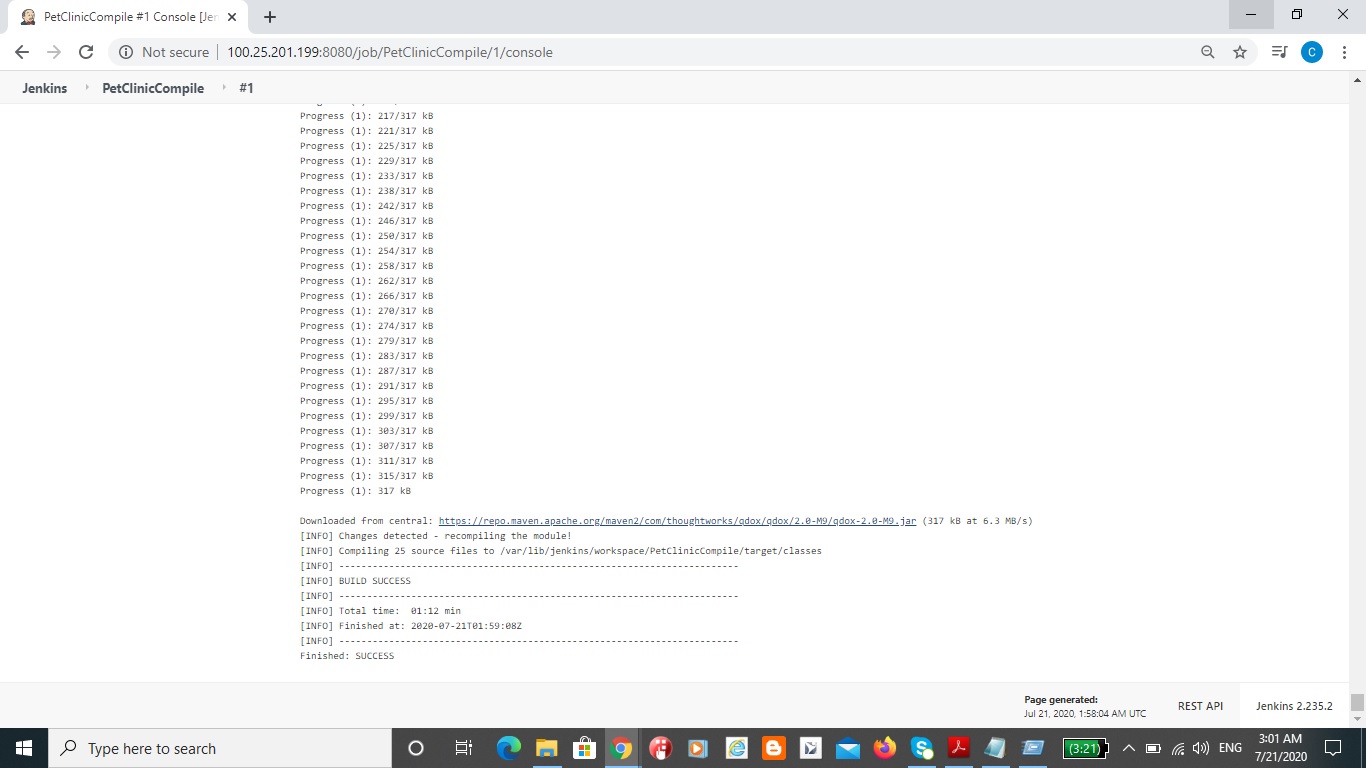 PetClinicCompile #1 Console [Jen
Not secure
100.25.201.199:8080/job/PetClinicCompile/1/console
C
Jenkins
PetClinicCompile
#1
Progress (1): 217/317 kB
Progress (1): 221/317 kB
Progress (1): 225/317 kB
Progress (1): 229/317 kB
Progress (1): 233/317 kB
Progress (1): 238/317 kB
Progress (1): 242/317 kB
Progress (1): 246/317 kB
Progress (1): 250/317 kB
Progress (1): 254/317 kB
Progress (1): 258/317 kB
Progress (1): 262/317 kB
Progress (1): 266/317 kB
Progress (1): 270/317 kB
Progress (1): 274/317 kB
Progress (1): 279/317 kB
Progress (1): 283/317 kB
Progress (1): 287/317 kB
Progress (1): 291/317 kB
Progress (1): 295/317 kB
Progress (1): 299/317 kB
Progress (1): 303/317 kB
Progress (1): 307/317 kB
Progress (1): 311/317 kB
Progress (1): 315/317 kB
Progress (1): 317 kB
Downloaded from central: https://repo.maven.apache.org/maven2/com/thoughtworks/qdox/qdox/2.0-M9/qdox-2.0-M9.jar (317 kB at 6.3 MB/s)
[INFO] Changes detected - recompiling the module!
[INFO] Compiling 25 source files to /var/lib/jenkins/workspace/PetClinicCompile/target/classes
[INFO] ------------------------------------------------------------------------
[INFO] BUILD SUCCESS
[INFO] ------------------------------------------------------------------------
[INFO] Total time:  01:12 min
[INFO] Finished at: 2020-07-21T01:59:08Z
[INFO] ------------------------------------------------------------------------
Finished: SUCCESS
Page generated:
Jul 21, 2020, 1:58:04 AM UTC
REST API
Jenkins 2.235.2
Type here to search
(3:21)
ENG
3:01 AM
7/21/2020